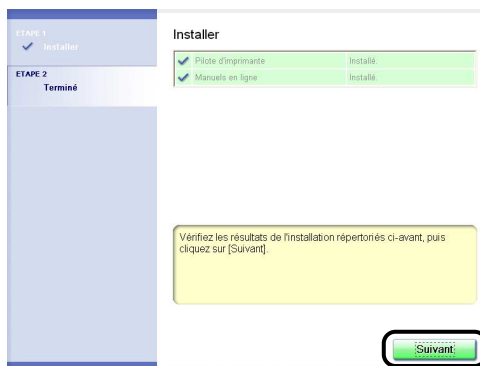 ETAPE 1
Installer
ETAPE 2
Terminé
Installer
Pilote d'imprimante Installé.
Manuels en ligne Installé.
Vérifiez les résultats de l'installation répertoriés ci-avant, puis
cliquez sur [Suivant].
Suivant